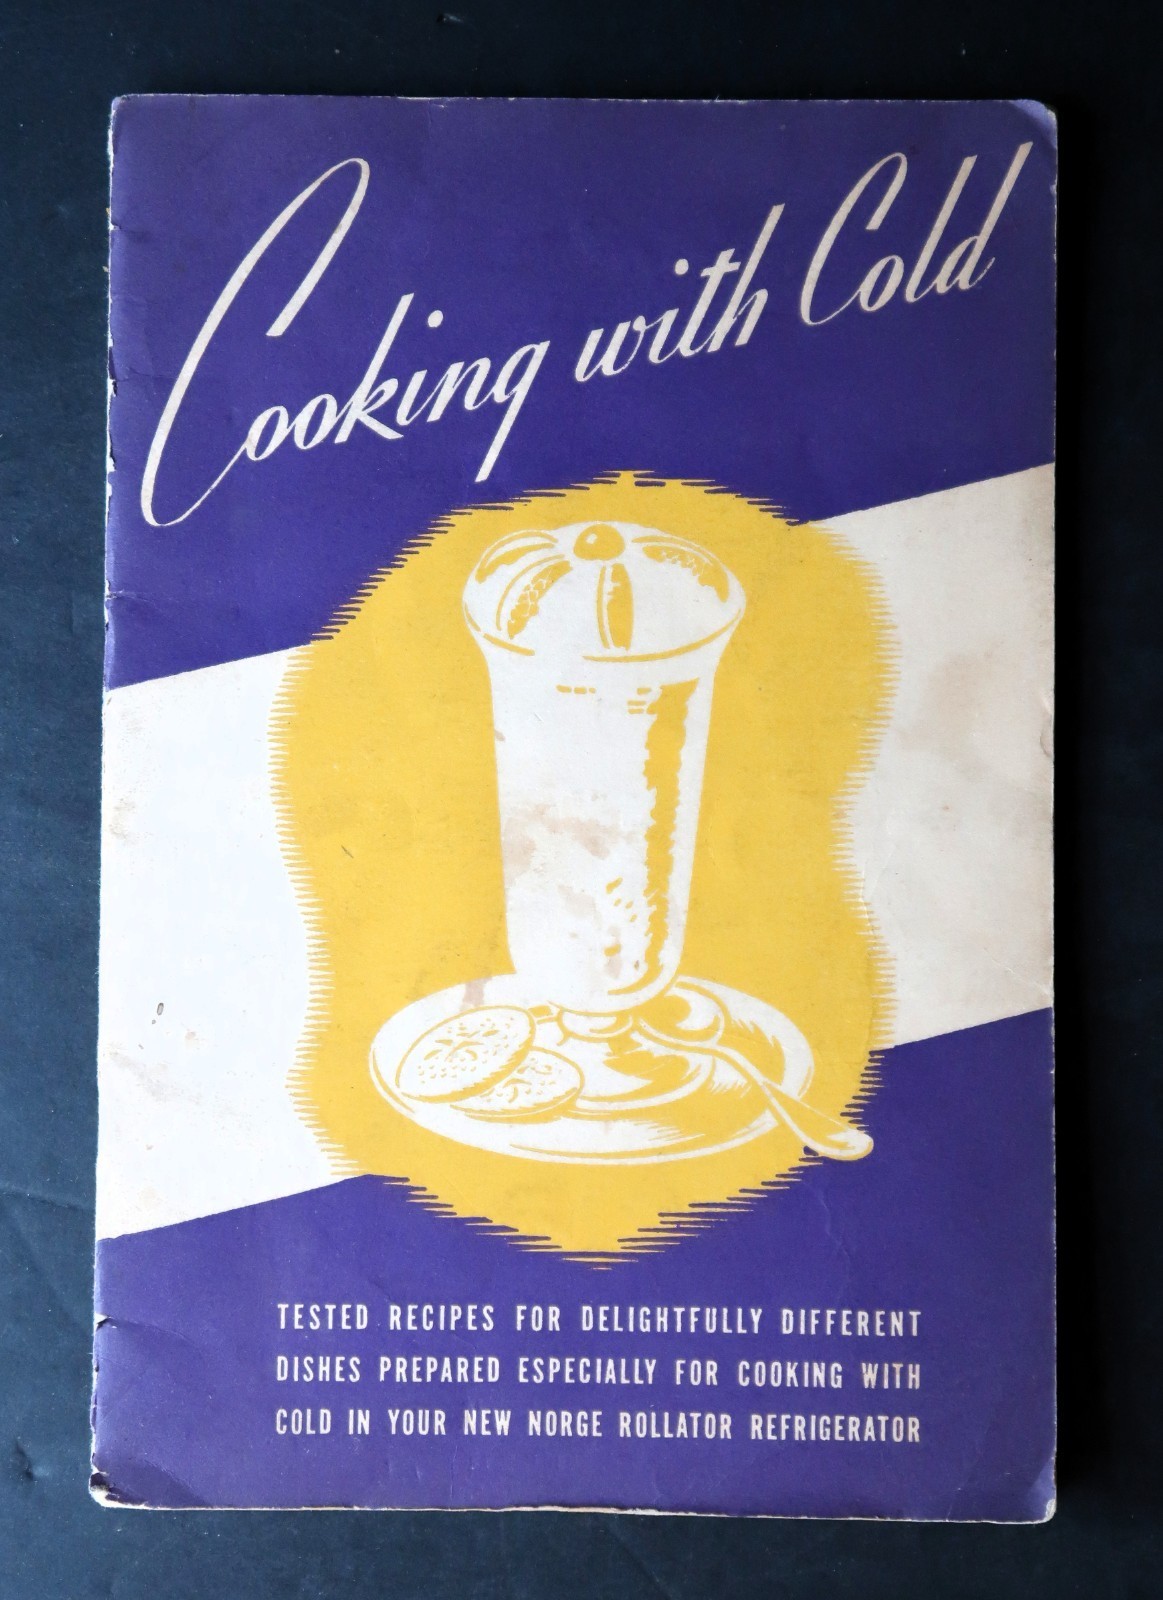 Cooking with Cold
TESTED RECIPES FOR DELIGHTFULLY DIFFERENT
DISHES PREPARED ESPECIALLY FOR COOKING WITH
COLD IN YOUR NEW NORGE ROLLATOR REFRIGERATOR